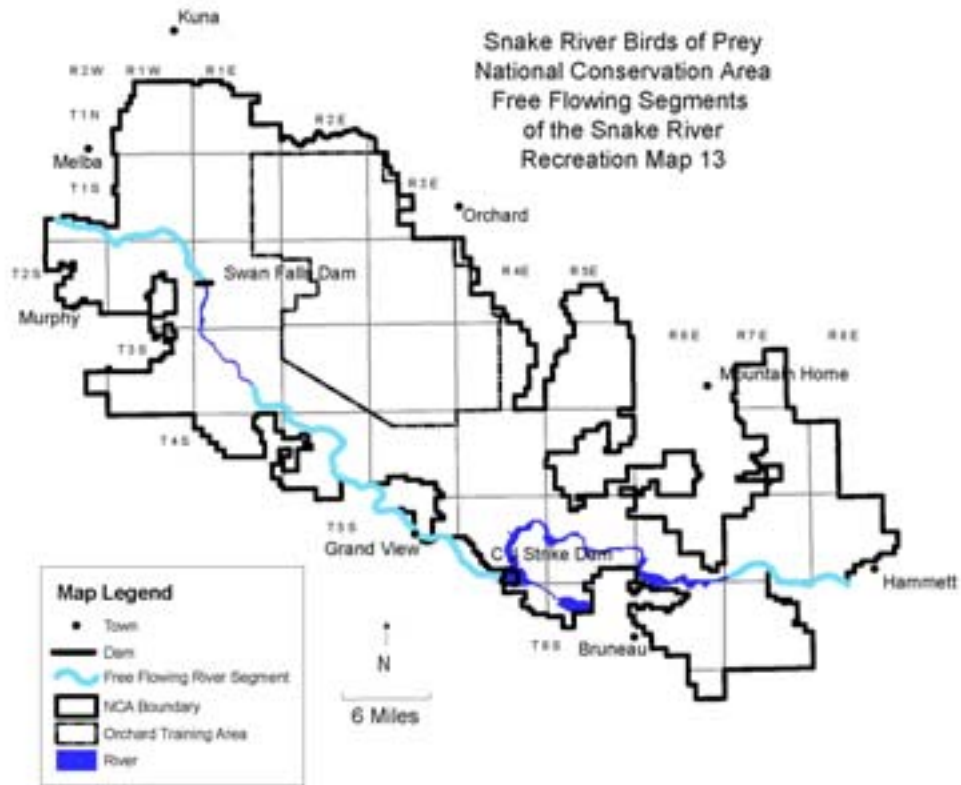 Kuna
Snake River Birds of Prey
National Conservation Area
Free Flowing Segments
of the Snake River
Recreation Map 13
R2W R1W R1E
T1N
R2E
Melba
T1S
R3E
Orchard
T2S
Swan Falls Dam
R4E
R5E
Murphy
T3S
R6E
R7E
R8E
Mountain Home
T4S
T5S
Grand View
C J Strike Dam
Hammett
T6S
Bruneau
N
6 Miles
Map Legend
Town
Dam
Free Flowing River Segment
NCA Boundary
Orchard Training Area
River